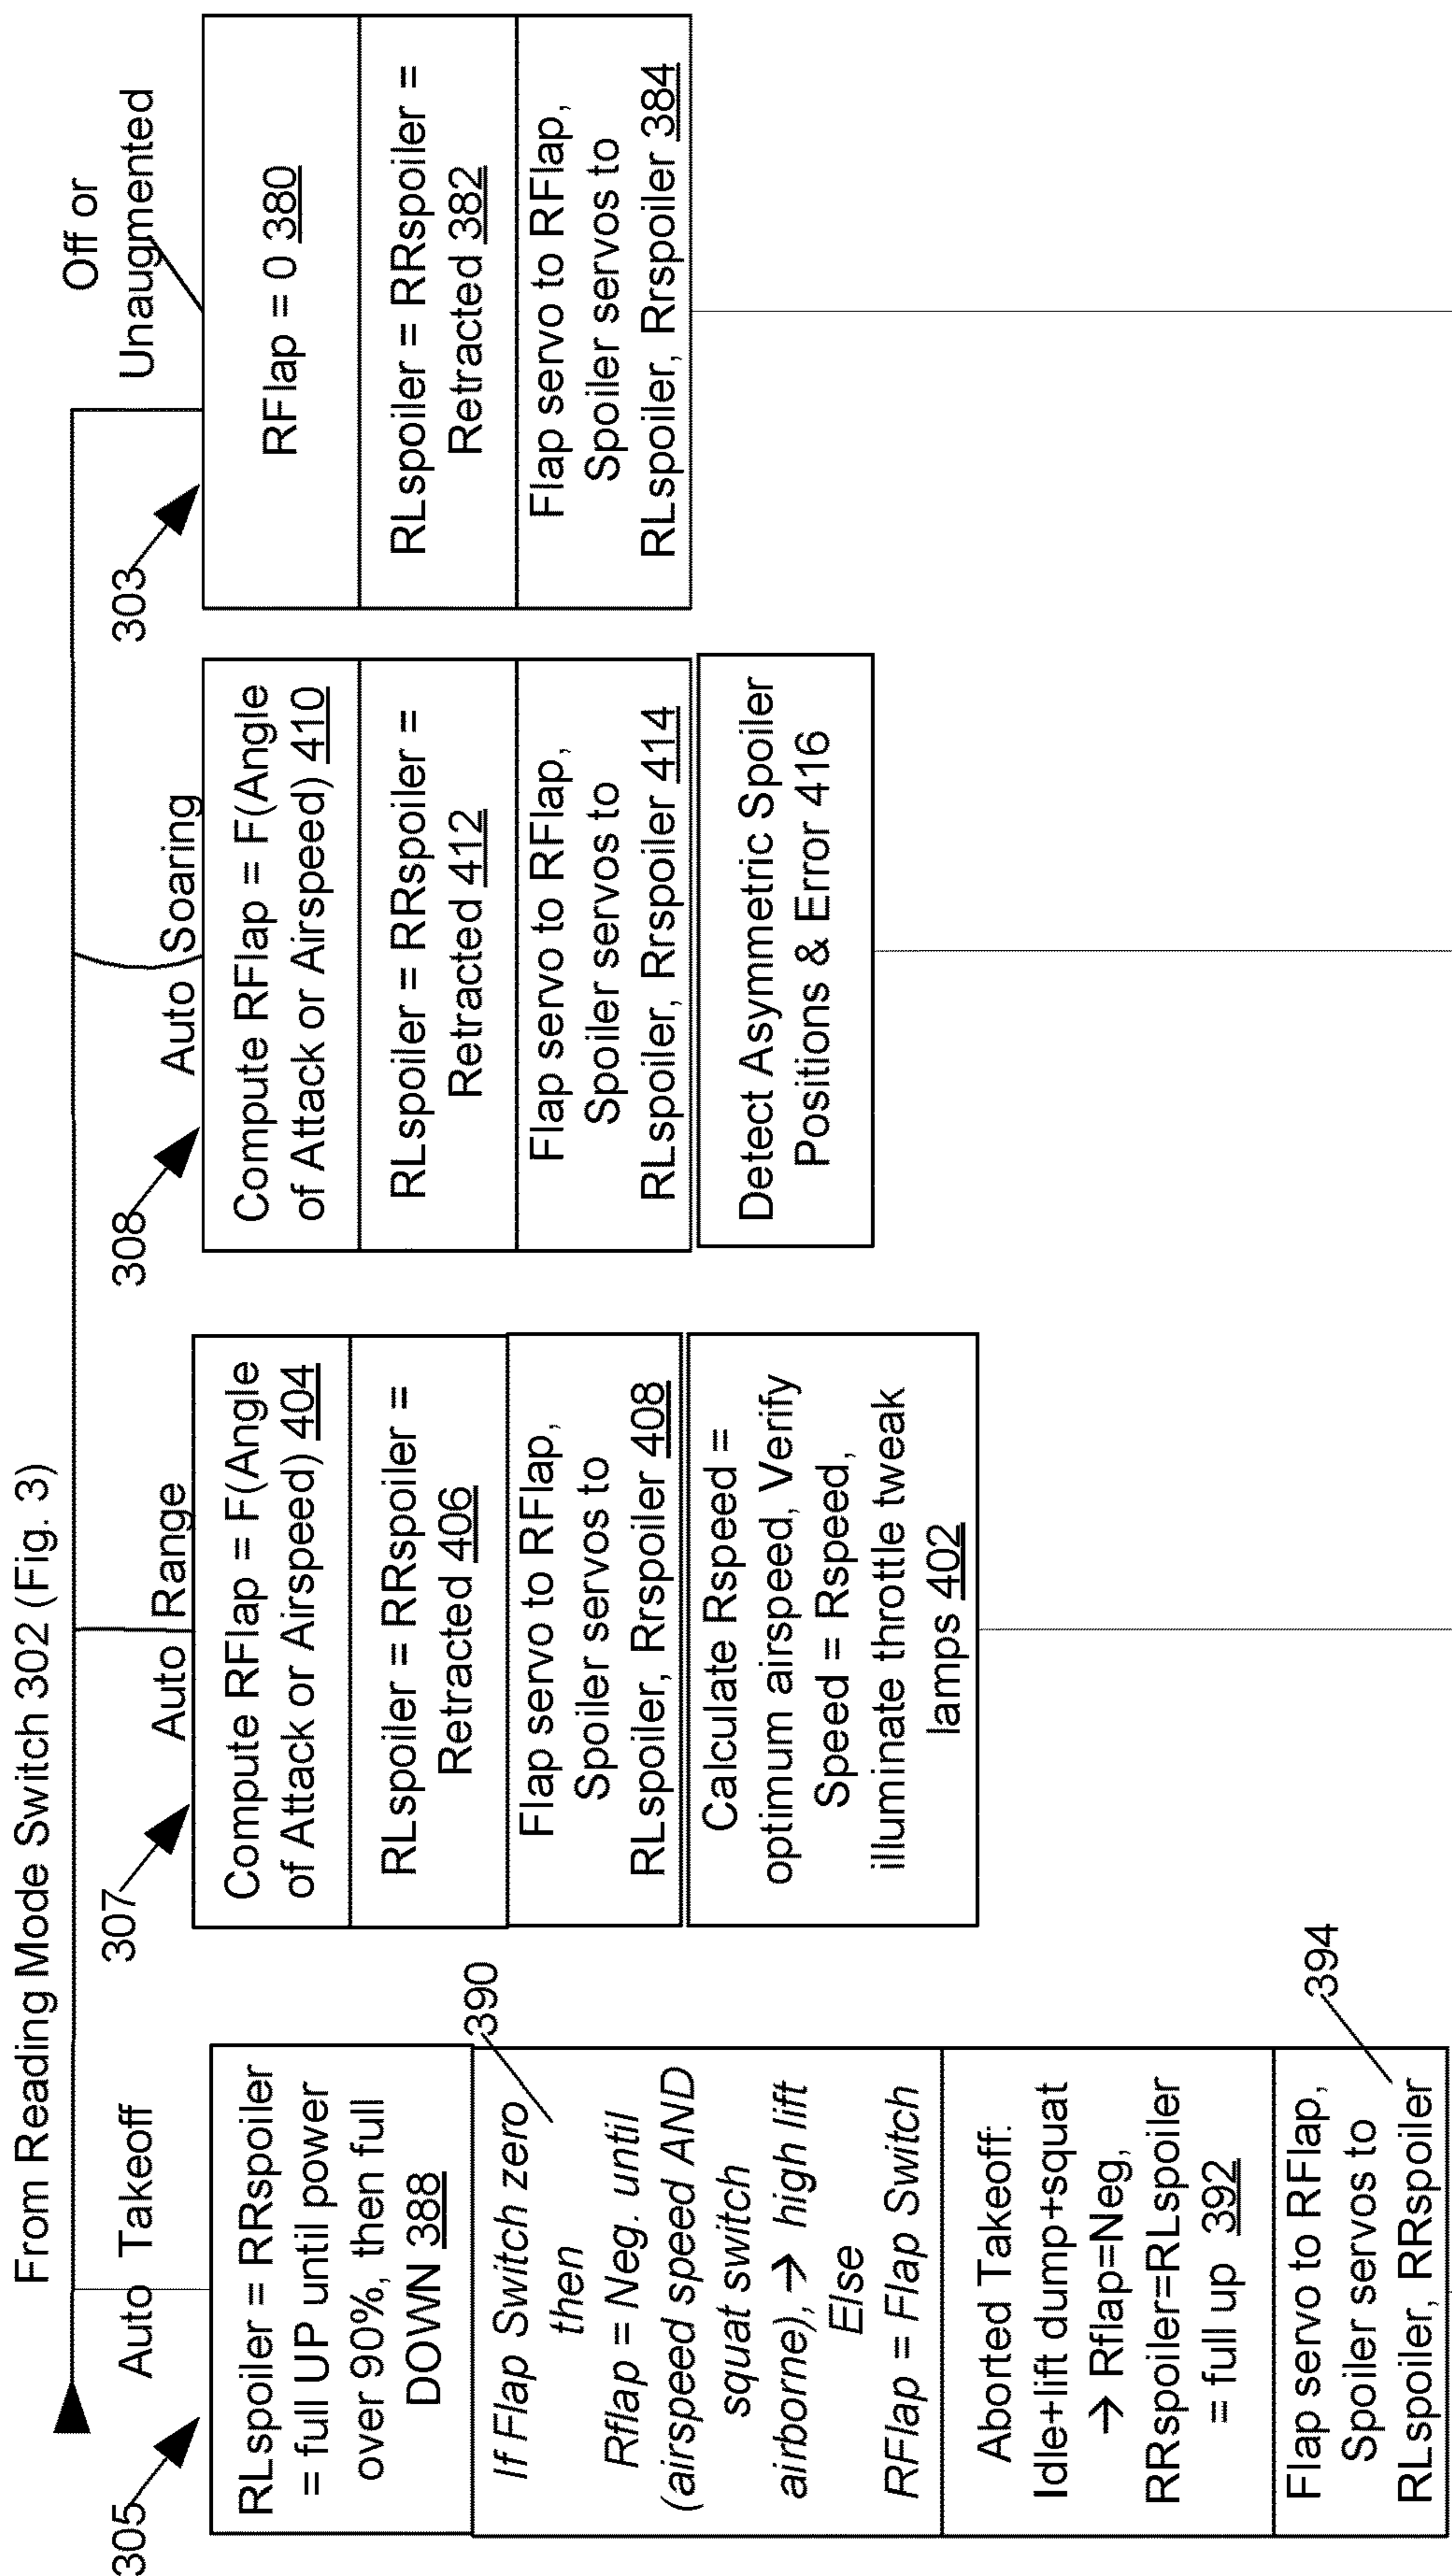 From Reading Mode Switch 302 (Fig. 3)
305
Auto Takeoff
RLspoiler = RRspoiler
= full UP until power
over 90%, then full
DOWN 388
390
If Flap Switch zero
then
Rflap = Neg. until
(airspeed speed AND
squat switch
airborne), → high lift
Else
RFlap = Flap Switch
Aborted Takeoff:
Idle+lift dump+squat
→ Rflap=Neg,
RRspoiler=RLspoiler
= full up 392
394
Flap servo to RFlap,
Spoiler servos to
RLspoiler, RRspoiler
307
Auto Range
Compute RFlap = F(Angle
of Attack or Airspeed) 404
RLspoiler = RRspoiler =
Retracted 406
Flap servo to RFlap,
Spoiler servos to
RLspoiler, Rrspoiler 408
Calculate Rspeed =
optimum airspeed, Verify
Speed = Rspeed,
illuminate throttle tweak
lamps 402
308
Auto Soaring
Compute RFlap = F(Angle
of Attack or Airspeed) 410
RLspoiler = RRspoiler =
Retracted 412
Flap servo to RFlap,
Spoiler servos to
RLspoiler, Rrspoiler 414
Detect Asymmetric Spoiler
Positions & Error 416
303
Off or
Unaugmented
RFlap = 0 380
RLspoiler = RRspoiler =
Retracted 382
Flap servo to RFlap,
Spoiler servos to
RLspoiler, Rrspoiler 384